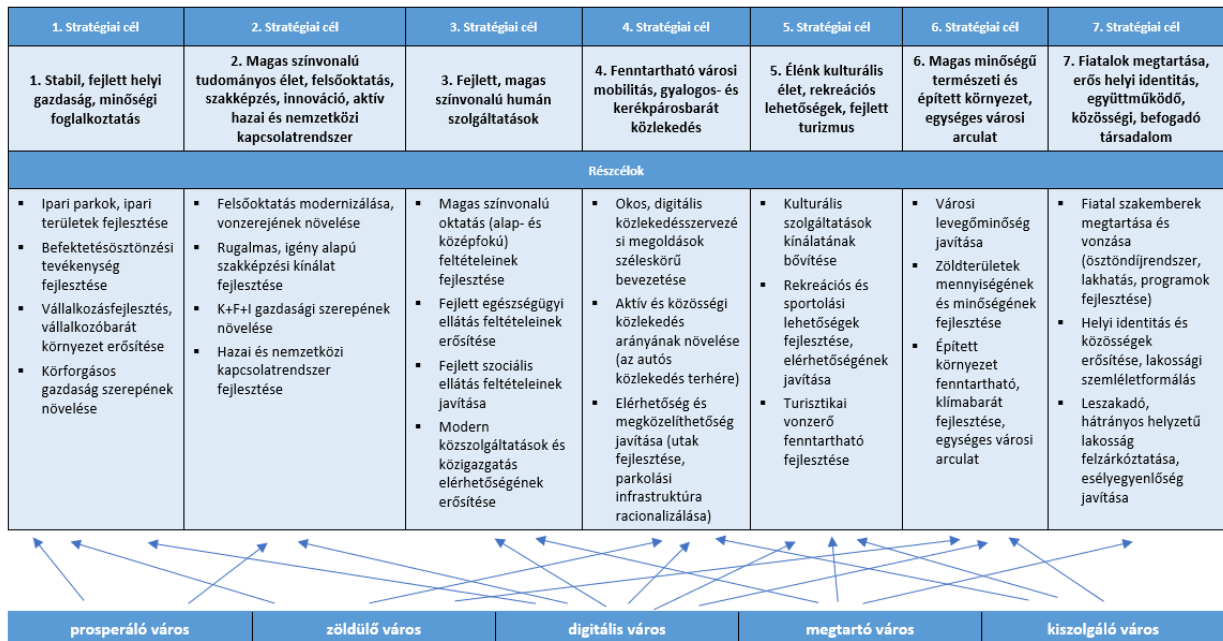 1. Stratégiai cél
2. Stratégiai cél
3. Stratégiai cél
4. Stratégiai cél
5. Stratégiai cél
6. Stratégiai cél
7. Stratégiai cél
1. Stabil, fejlett helyi
gazdaság, minőségi
foglalkoztatás
2. Magas színvonalú
tudományos élet, felsőoktatás,
szakképzés, innováció, aktív
hazai és nemzetközi
kapcsolatrendszer
3. Fejlett, magas
színvonalú humán
szolgáltatások
4. Fenntartható városi
mobilitás, gyalogos- és
kerékpárosbarát
közlekedés
5. Élénk kulturális
élet, rekreációs
lehetőségek, fejlett
turizmus
6. Magas minőségű
természeti és
épített környezet,
egységes városi
arculat
7. Fiatalok megtartása,
erős helyi identitás,
együttműködő,
közösségi, befogadó
társadalom
Részcélok
▪ Ipari parkok, ipari
területek fejlesztése
▪ Befektetésösztönzési
tevékenység
fejlesztése
▪ Vállalkozásfejlesztés,
vállalkozóbarát
környezet erősítése
▪ Körforgásos
gazdaság szerepének
növelése
▪ Felsőoktatás modernizálása,
vonzerejének növelése
▪ Rugalmas, igény alapú
szakképzési kínálat
fejlesztése
▪ K+F+I gazdasági szerepének
növelése
▪ Hazai és nemzetközi
kapcsolatrendszer
fejlesztése
▪ Magas színvonalú
oktatás (alap- és
középfokú)
feltételeinek
fejlesztése
▪ Fejlett egészségügyi
ellátás feltételeinek
erősítése
▪ Fejlett szociális
ellátás feltételeinek
javítása
▪ Modern
közszolgáltatások és
közigazgatás
elérhetőségének
erősítése
▪ Okos, digitális
közlekedésszervezé
si megoldások
széleskörű
bevezetése
▪ Aktív és közösségi
közlekedés
arányának növelése
(az autós
közlekedés terhére)
▪ Elérhetőség és
megközelíthetőség
javítása (utak
fejlesztése,
parkolási
infrastruktúra
racionalizálása)
▪ Kulturális
szolgáltatások
kínálatának
bővítése
▪ Rekreációs és
sportolási
lehetőségek
fejlesztése,
elérhetőségének
javítása
▪ Turisztikai
vonzerő
fenntartható
fejlesztése
▪ Városi
levegőminőség
javítása
▪ Zöldterületek
mennyiségének
és minőségének
fejlesztése
▪ Épített
környezet
fenntartható,
klímabarát
fejlesztése,
egységes városi
arculat
▪ Fiatal szakemberek
megtartása és
vonzása
(ösztöndíjrendszer,
lakhatás, programok
fejlesztése)
▪ Helyi identitás és
közösségek
erősítése, lakossági
szemléletformálás
▪ Leszakadó,
hátrányos helyzetű
lakosság
felzárkóztatása,
esélyegyenlőség
javítása
prosperáló város
zöldülő város
digitális város
megtartó város
kiszolgáló város